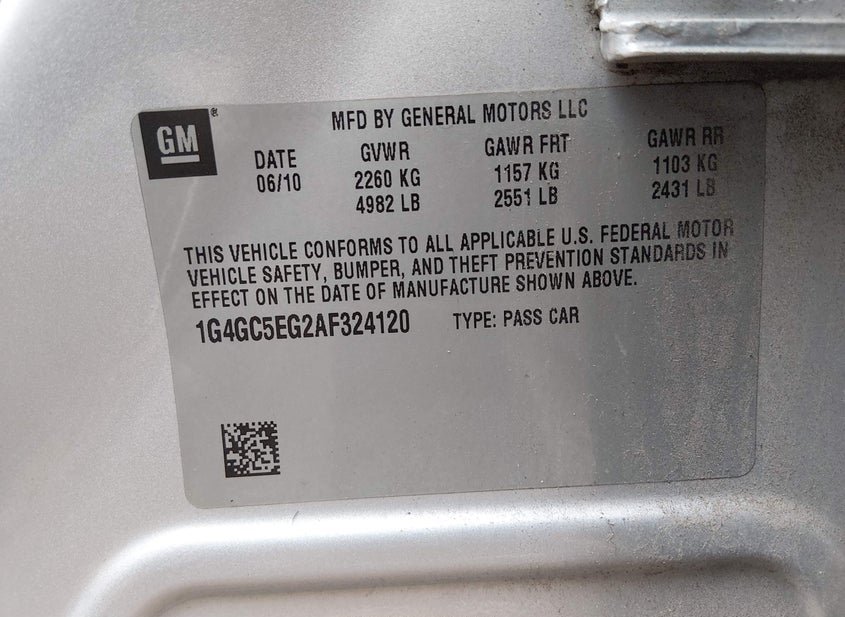 GM®
MFD BY GENERAL MOTORS LLC
DATE GVWR GAWR FRT GAWR RR
06/10 2260 KG 1157 KG 1103 KG
4982 LB 2551 LB 2431 LB
THIS VEHICLE CONFORMS TO ALL APPLICABLE U.S. FEDERAL MOTOR
VEHICLE SAFETY, BUMPER, AND THEFT PREVENTION STANDARDS IN
EFFECT ON THE DATE OF MANUFACTURE SHOWN ABOVE.
1G4GC5EG2AF324120 TYPE: PASS CAR